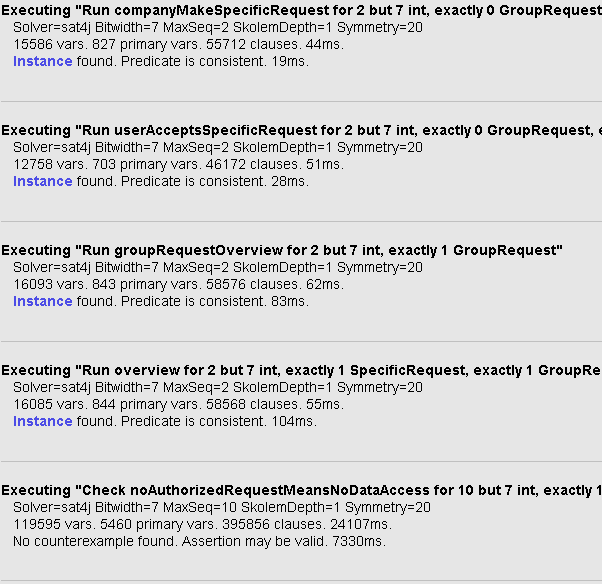 Executing "Run companyMakeSpecificRequest for 2 but 7 int, exactly 0 GroupRequest
Solver=sat4j Bitwidth=7 MaxSeq=2 SkolemDepth=1 Symmetry=20
15586 vars. 827 primary vars. 55712 clauses. 44ms.
Instance found. Predicate is consistent. 19ms.
Executing "Run userAcceptsSpecificRequest for 2 but 7 int, exactly 0 GroupRequest, e
Solver=sat4j Bitwidth=7 MaxSeq=2 SkolemDepth=1 Symmetry=20
12758 vars. 703 primary vars. 46172 clauses. 51ms.
Instance found. Predicate is consistent. 28ms.
Executing "Run groupRequestOverview for 2 but 7 int, exactly 1 GroupRequest"
Solver=sat4j Bitwidth=7 MaxSeq=2 SkolemDepth=1 Symmetry=20
16093 vars. 843 primary vars. 58576 clauses. 62ms.
Instance found. Predicate is consistent. 83ms.
Executing "Run overview for 2 but 7 int, exactly 1 SpecificRequest, exactly 1 GroupRe
Solver=sat4j Bitwidth=7 MaxSeq=2 SkolemDepth=1 Symmetry=20
16085 vars. 844 primary vars. 58568 clauses. 55ms.
Instance found. Predicate is consistent. 104ms.
Executing "Check noAuthorizedRequestMeansNoDataAccess for 10 but 7 int, exactly 1
Solver=sat4j Bitwidth=7 MaxSeq=10 SkolemDepth=1 Symmetry=20
119595 vars. 5460 primary vars. 395856 clauses. 24107ms.
No counterexample found. Assertion may be valid. 7330ms.